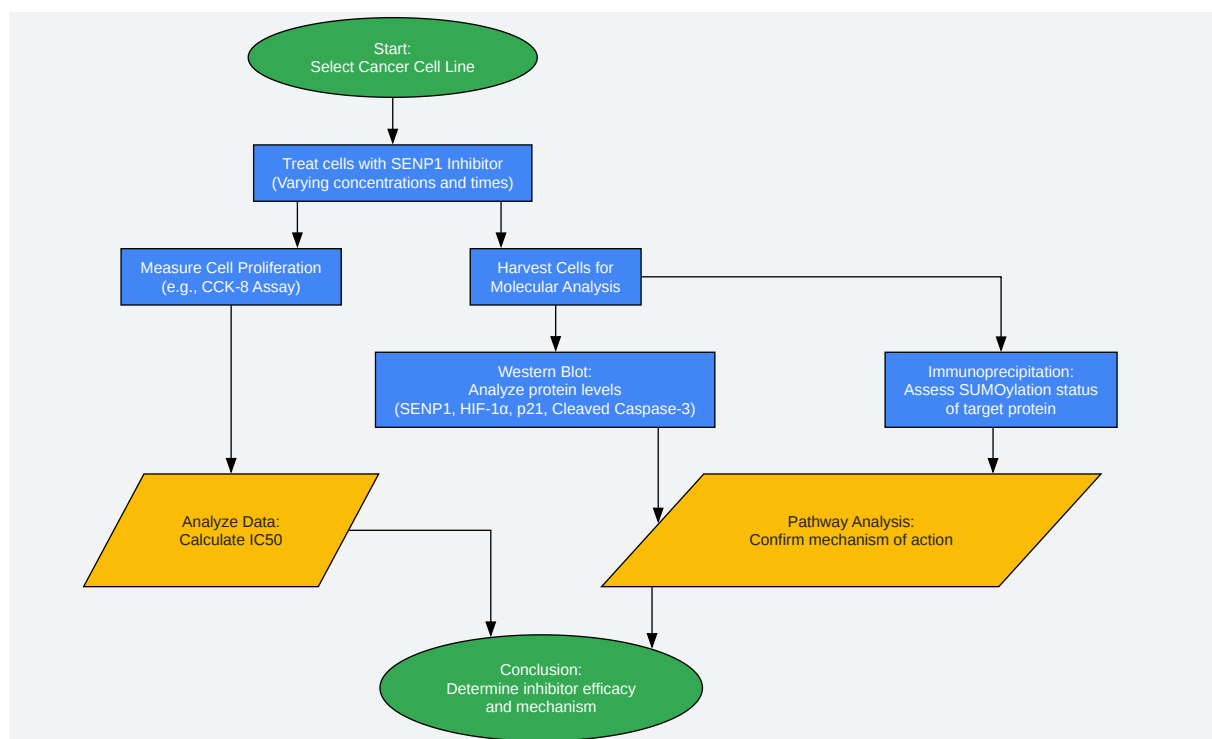 Start:
Select Cancer Cell Line
Treat cells with SENP1 Inhibitor
(Varying concentrations and times)
Measure Cell Proliferation
(e.g., CCK-8 Assay)
Harvest Cells for
Molecular Analysis
Western Blot:
Analyze protein levels
(SENP1, HIF-1α, p21, Cleaved Caspase-3)
Immunoprecipitation:
Assess SUMOylation status
of target protein
Analyze Data:
Calculate IC50
Pathway Analysis:
Confirm mechanism of action
Conclusion:
Determine inhibitor efficacy
and mechanism